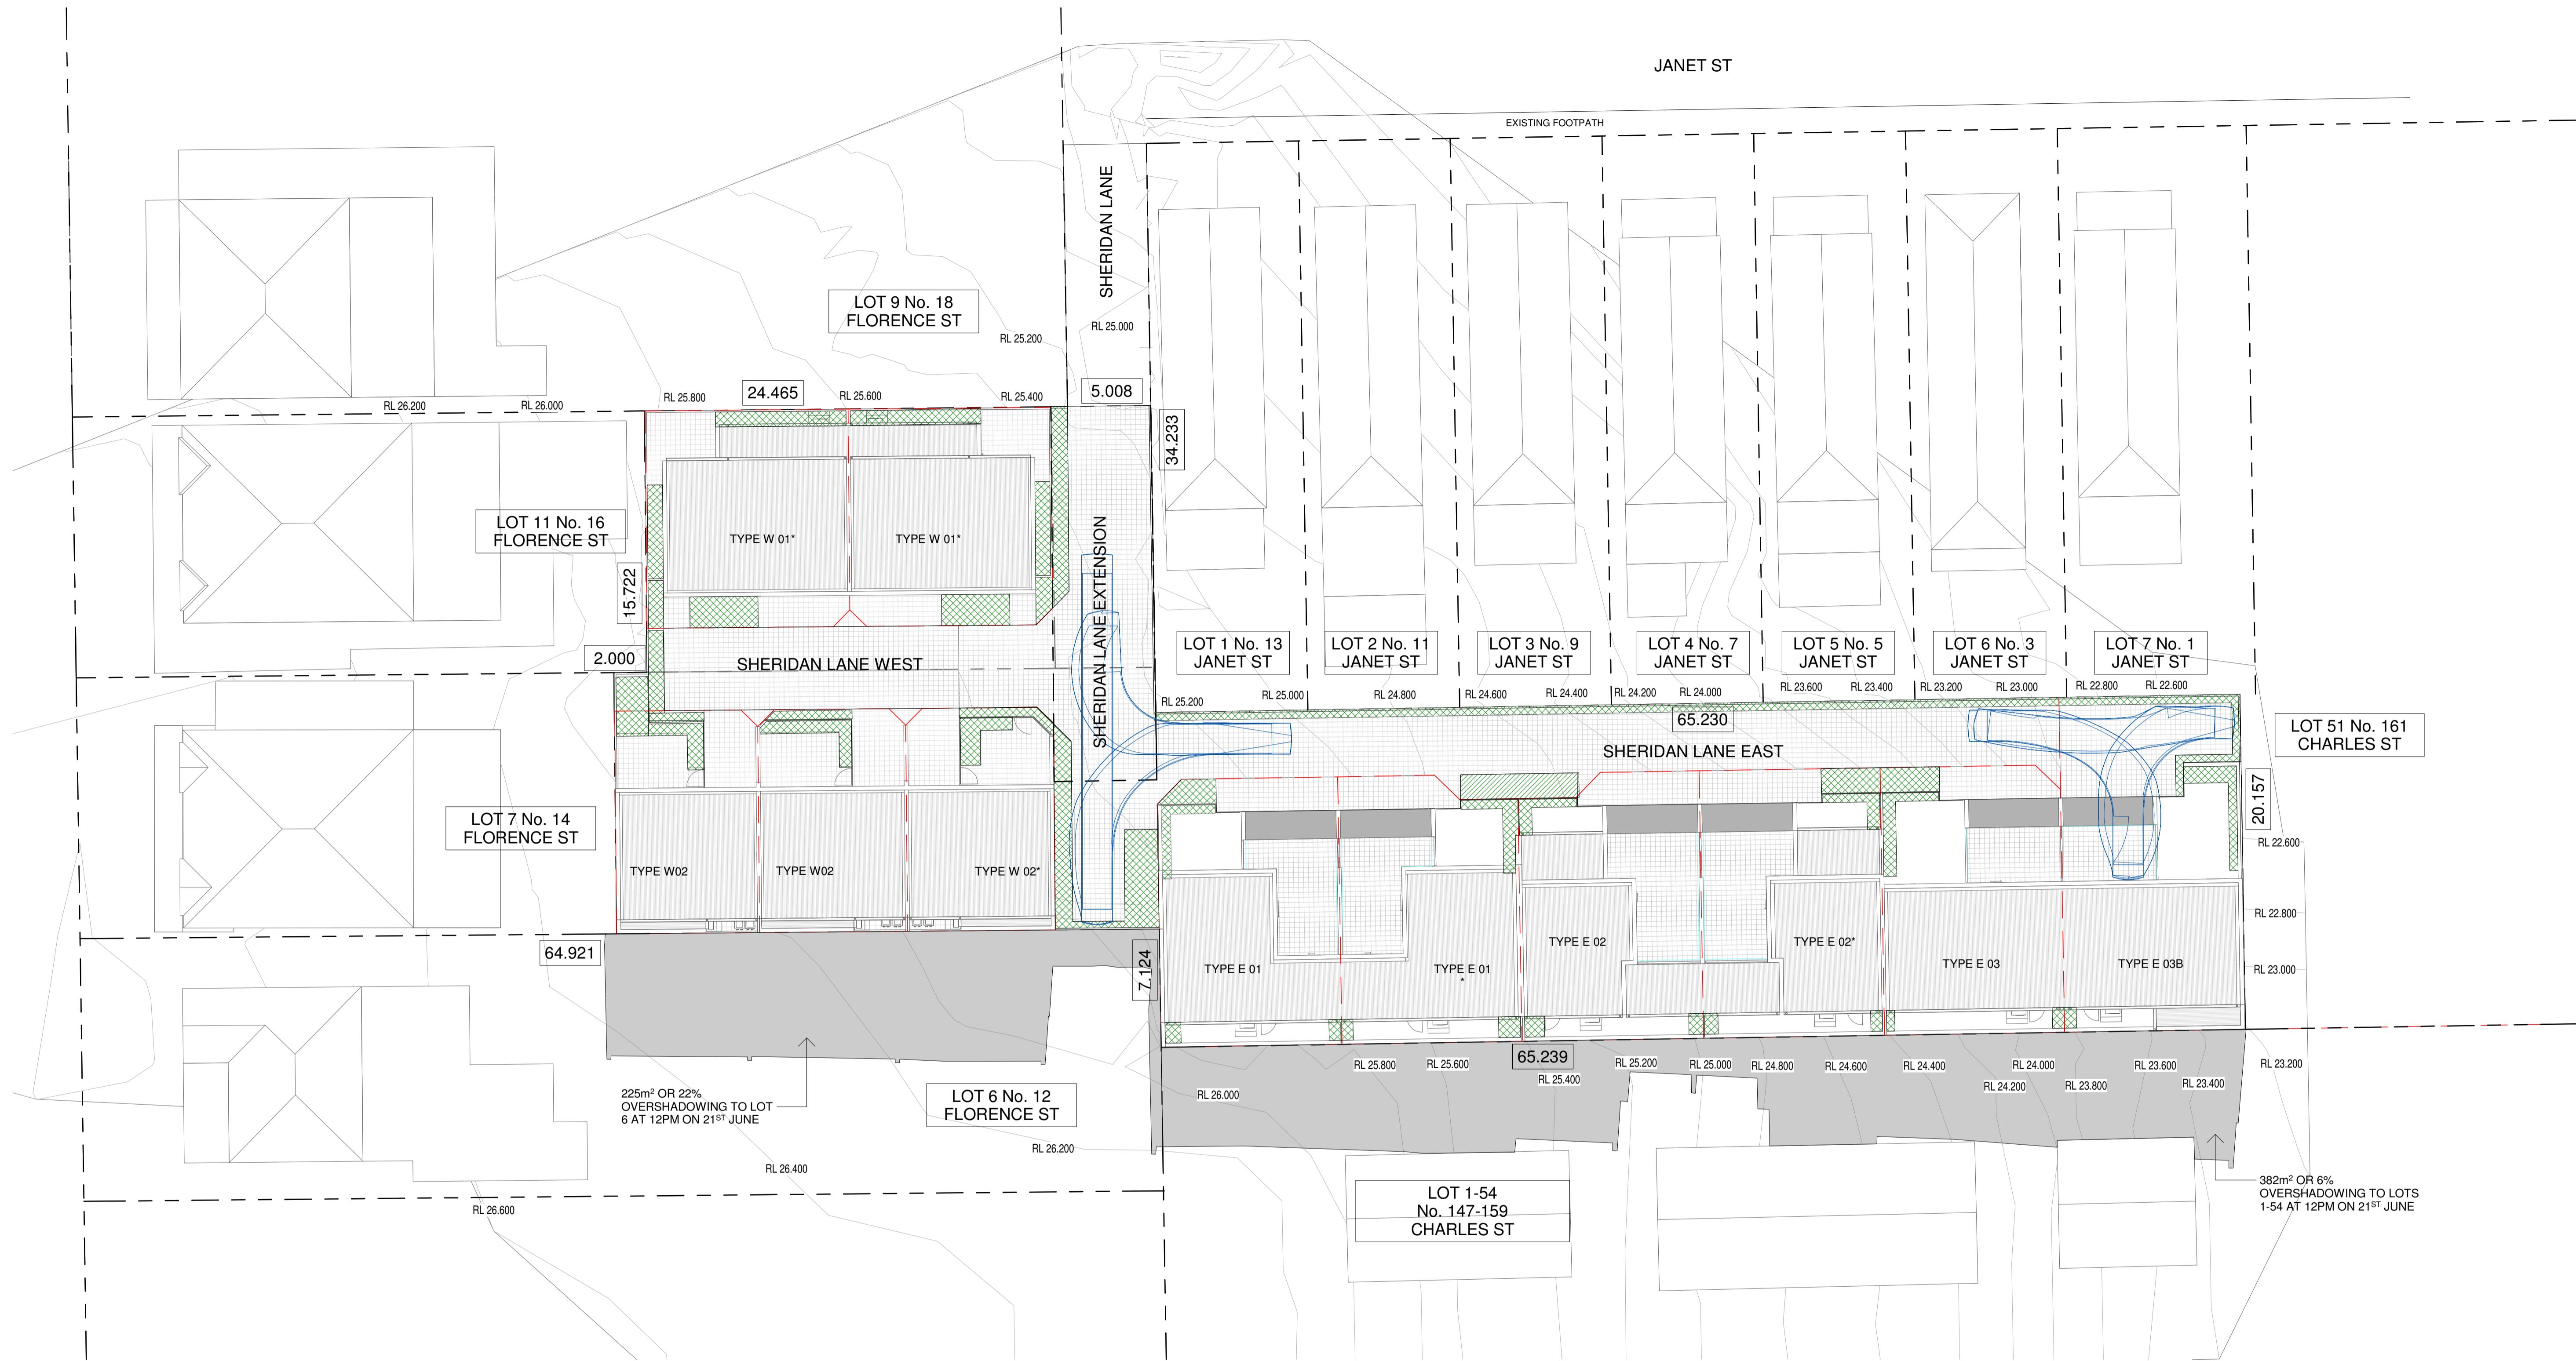 JANET ST
EXISTING FOOTPATH
SHERIDAN LANE
LOT 9 No. 18
FLORENCE ST
RL 25.000
RL 25.200
24.465
5.008
RL 25.800
RL 25.600
RL 25.400
RL 26.200
RL 26.000
34.233
LOT 11 No. 16
FLORENCE ST
TYPE W 01*
TYPE W 01*
SHERIDAN LANE EXTENSION
15.722
2.000
SHERIDAN LANE WEST
LOT 1 No. 13
JANET ST
LOT 2 No. 11
JANET ST
LOT 3 No. 9
JANET ST
LOT 4 No. 7
JANET ST
LOT 5 No. 5
JANET ST
LOT 6 No. 3
JANET ST
LOT 7 No. 1
JANET ST
RL 25.200
RL 25.000
RL 24.800
RL 24.600
RL 24.400
RL 24.200
RL 24.000
RL 23.600
RL 23.400
RL 23.200
RL 23.000
RL 22.800
RL 22.600
65.230
SHERIDAN LANE EAST
LOT 51 No. 161
CHARLES ST
20.157
LOT 7 No. 14
FLORENCE ST
TYPE W02
TYPE W02
TYPE W 02*
RL 22.600
RL 22.800
RL 23.000
64.921
7.124
TYPE E 01
TYPE E 01
*
TYPE E 02
TYPE E 02*
TYPE E 03
TYPE E 03B
65.239
RL 26.000
RL 25.800
RL 25.600
RL 25.400
RL 25.200
RL 25.000
RL 24.800
RL 24.600
RL 24.400
RL 24.200
RL 24.000
RL 23.800
RL 23.600
RL 23.400
RL 23.200
225m² OR 22%
OVERSHADOWING TO LOT
6 AT 12PM ON 21ST JUNE
LOT 6 No. 12
FLORENCE ST
RL 26.200
RL 26.400
RL 26.600
LOT 1-54
No. 147-159
CHARLES ST
382m² OR 6%
OVERSHADOWING TO LOTS
1-54 AT 12PM ON 21ST JUNE